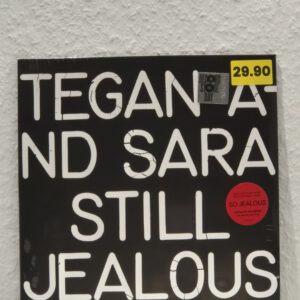 29.90
TEGAN A-
ND SARA
STILL
JEALOUS
SO JEALOUS